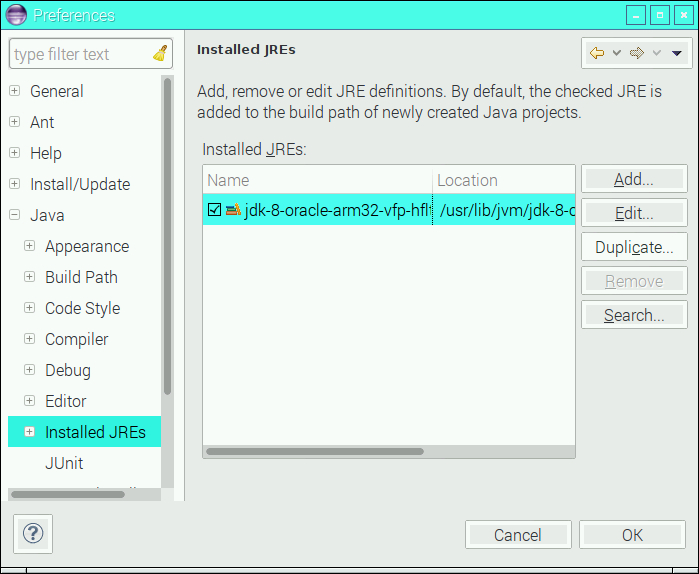 Preferences
type filter text
General
Ant
Help
Install/Update
Java
Appearance
Build Path
Code Style
Compiler
Debug
Editor
Installed JREs
JUnit
Installed JREs
Add, remove or edit JRE definitions. By default, the checked JRE is
added to the build path of newly created Java projects.
Installed JREs:
Name Location
jdk-8-oracle-arm32-vfp-hflt /usr/lib/jvm/jdk-8-o
Add...
Edit...
Duplicate...
Remove
Search...
?
Cancel OK